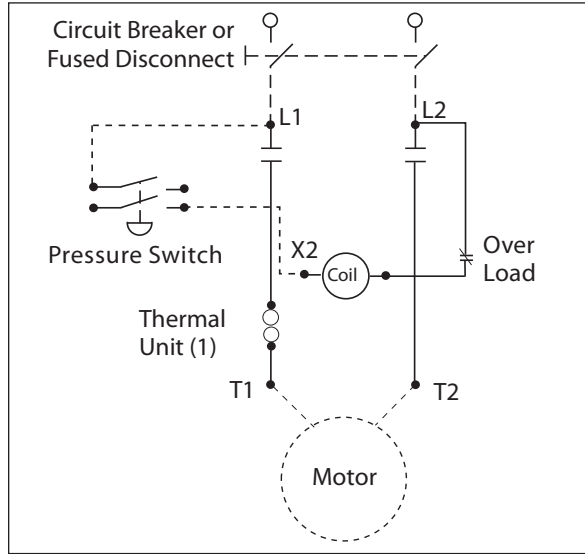 Circuit Breaker or
Fused Disconnect
L1
L2
Pressure Switch
X2
Coil
Over
Load
Thermal
Unit (1)
T1
T2
Motor